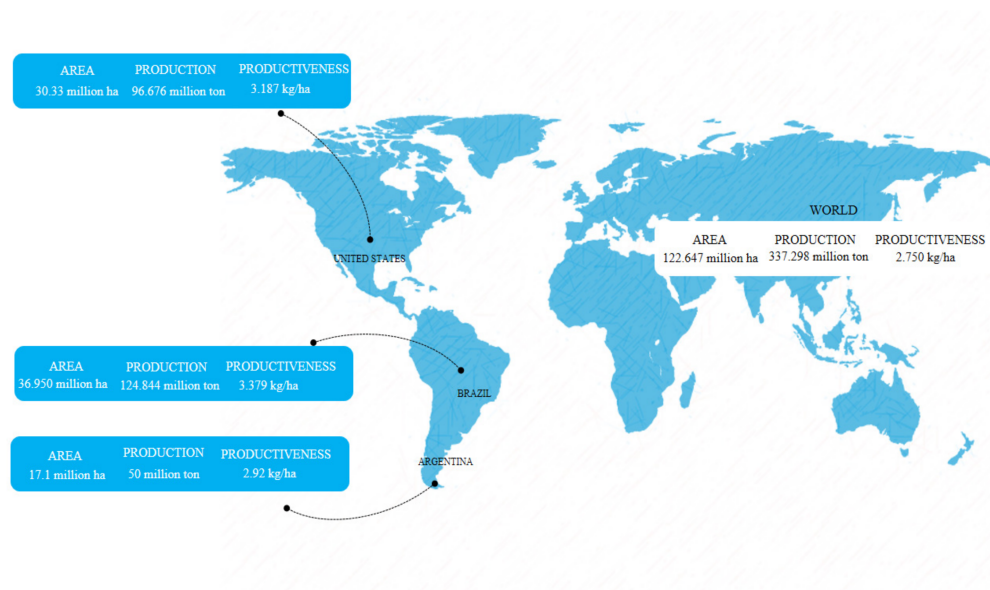 AREA PRODUCTION PRODUCTIVENESS
30.33 million ha 96.676 million ton 3.187 kg/ha
UNITED STATES
WORLD
AREA PRODUCTION PRODUCTIVENESS
122.647 million ha 337.298 million ton 2.750 kg/ha
AREA PRODUCTION PRODUCTIVENESS
36.950 million ha 124.844 million ton 3.379 kg/ha
BRAZIL
AREA PRODUCTION PRODUCTIVENESS
17.1 million ha 50 million ton 2.92 kg/ha
ARGENTINA